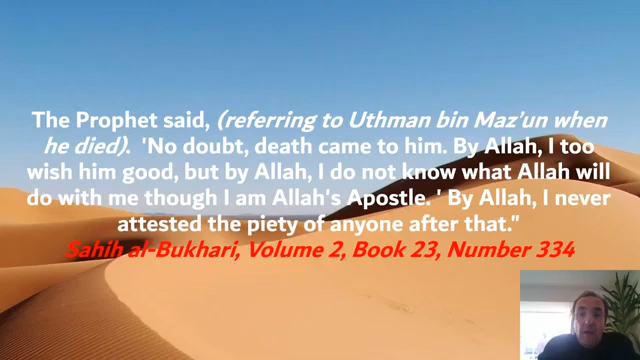 The Prophet said, (referring to Uthman bin Maz'un when
he died). 'No doubt, death came to him. By Allah, I too
wish him good, but by Allah, I do not know what Allah will
do with me though I am Allah's Apostle. ' By Allah, I never
attested the piety of anyone after that."
Sahih al-Bukhari, Volume 2, Book 23, Number 334